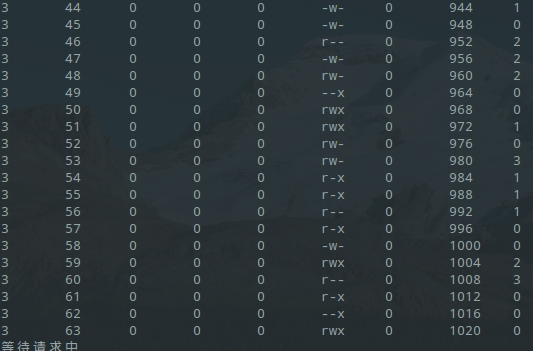 3 44 0 0 0 -w- 0 944 1
3 45 0 0 0 -w- 0 948 0
3 46 0 0 0 r-- 0 952 2
3 47 0 0 0 -w- 0 956 2
3 48 0 0 0 rw- 0 960 2
3 49 0 0 0 --x 0 964 0
3 50 0 0 0 rwx 0 968 0
3 51 0 0 0 rwx 0 972 1
3 52 0 0 0 rw- 0 976 0
3 53 0 0 0 rw- 0 980 3
3 54 0 0 0 r-x 0 984 1
3 55 0 0 0 r-x 0 988 1
3 56 0 0 0 r-- 0 992 1
3 57 0 0 0 r-x 0 996 0
3 58 0 0 0 -w- 0 1000 0
3 59 0 0 0 rwx 0 1004 2
3 60 0 0 0 r-- 0 1008 3
3 61 0 0 0 r-x 0 1012 0
3 62 0 0 0 --x 0 1016 0
3 63 0 0 0 rwx 0 1020 0
等待请求中